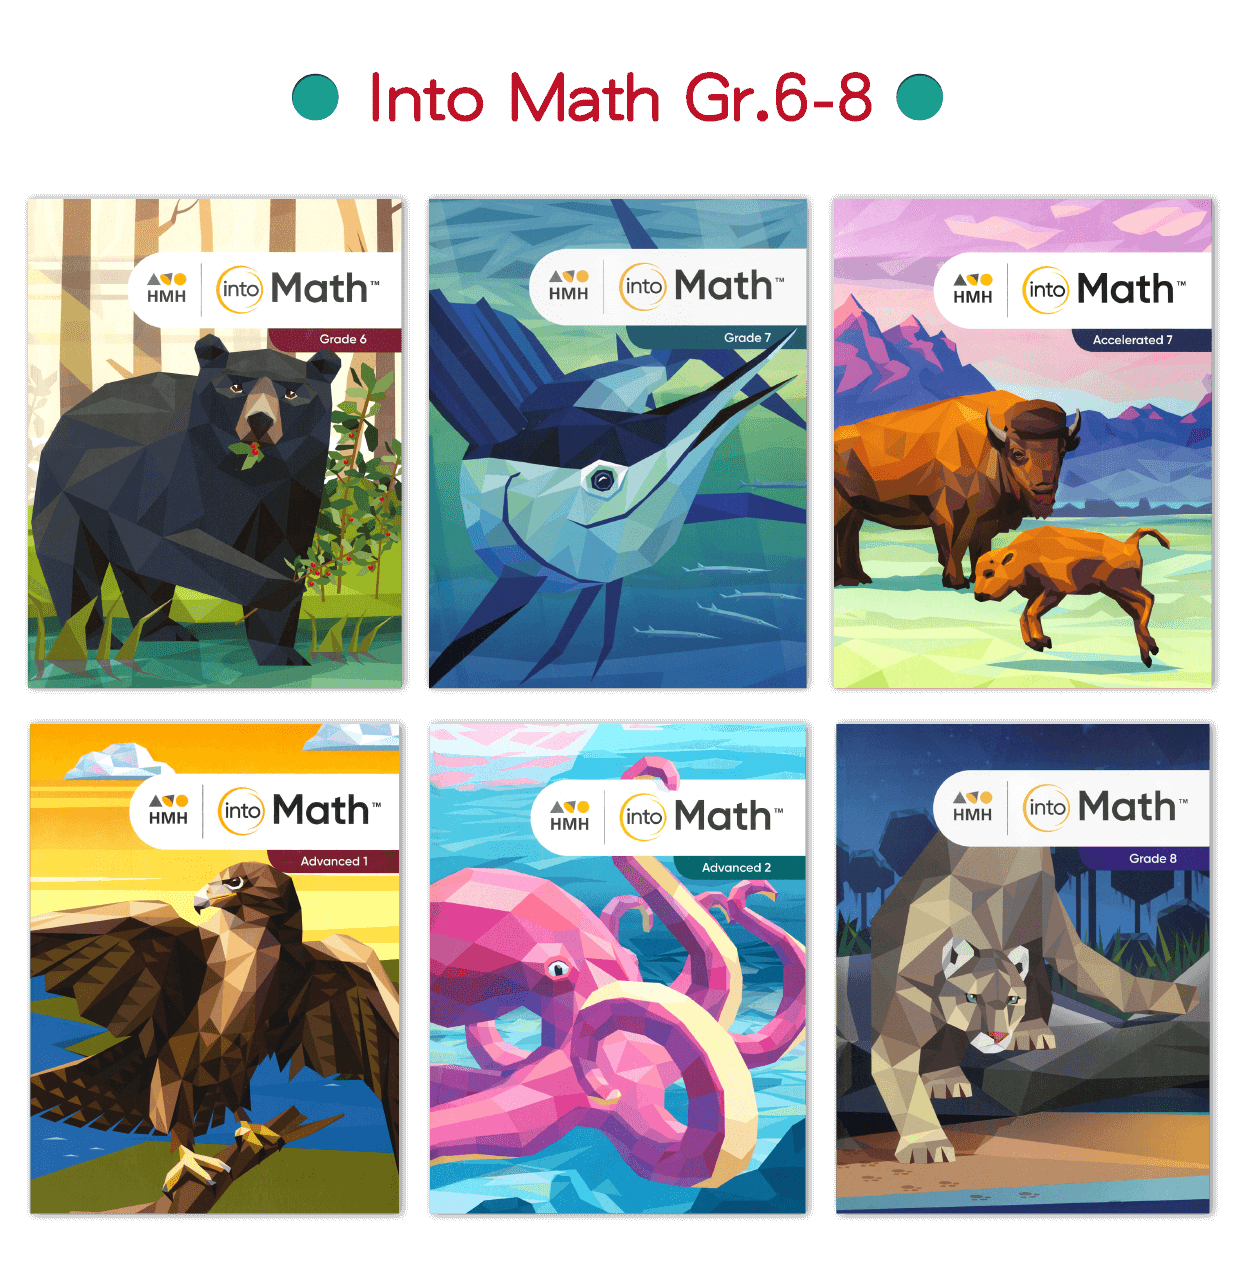 Into Math Gr.6-8
HMH into Math™
Grade 6
HMH into Math™
Grade 7
HMH into Math™
Accelerated 7
HMH into Math™
Advanced 1
HMH into Math™
Advanced 2
HMH into Math™
Grade 8